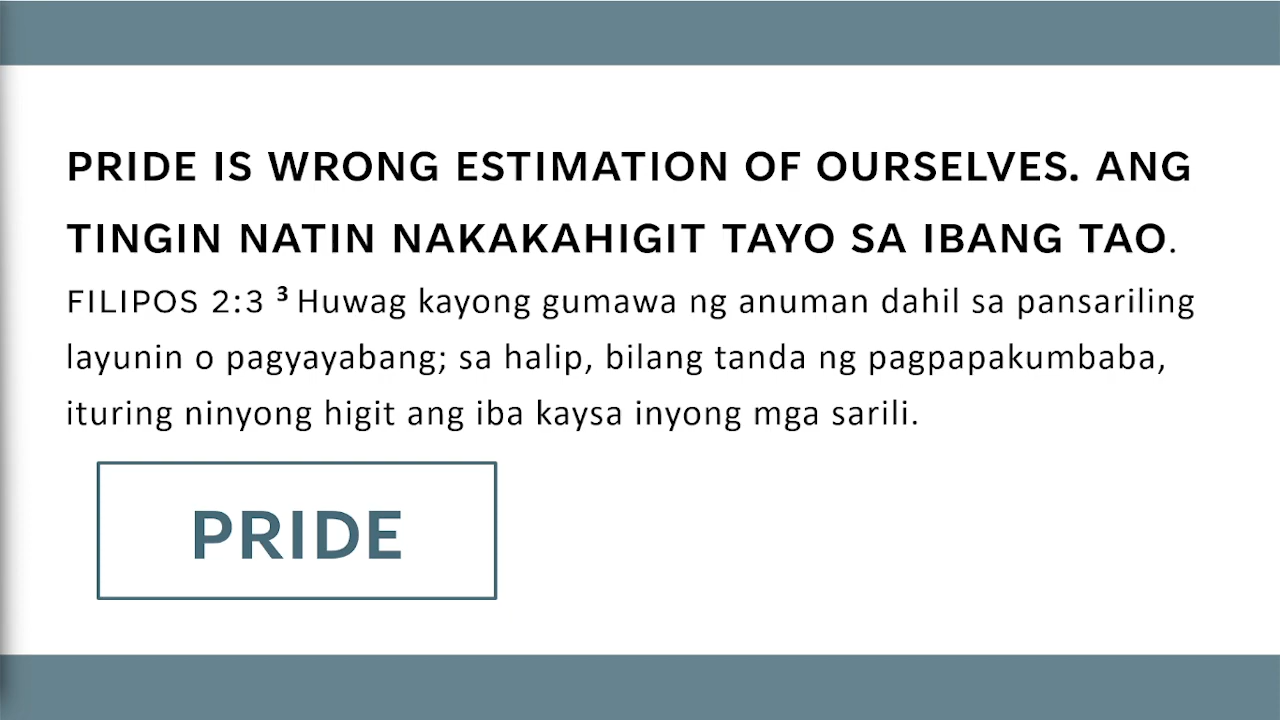 PRIDE IS WRONG ESTIMATION OF OURSELVES. ANG
TINGIN NATIN NAKAKAHIGIT TAYO SA IBANG TAO.
FILIPOS 2:3 ³ Huwag kayong gumawa ng anuman dahil sa pansariling
layunin o pagyayabang; sa halip, bilang tanda ng pagpapakumbaba,
ituring ninyong higit ang iba kaysa inyong mga sarili.
PRIDE